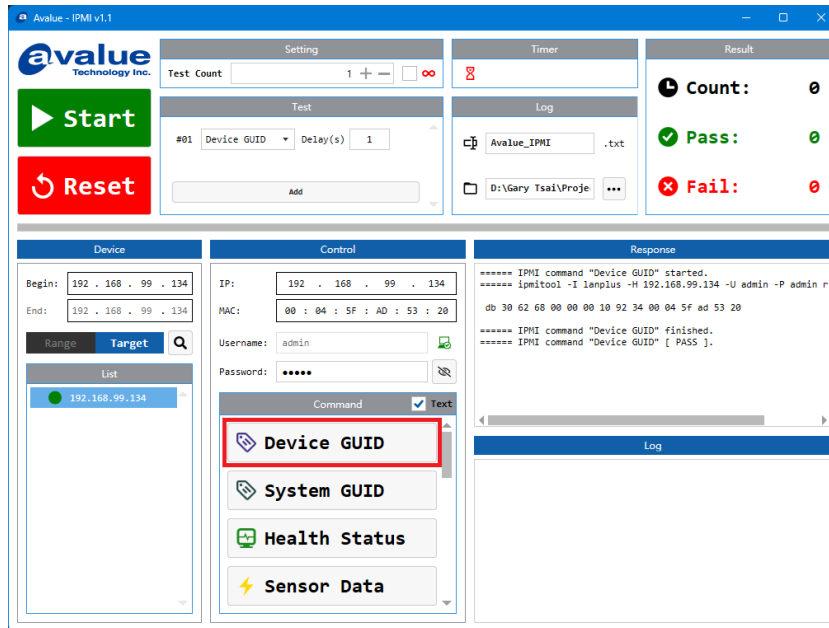 Avalue - IPMI v1.1
avalue
Technology Inc.
Start
Reset
Setting
Test Count
1
Test
#01 Device GUID Delay(s) 1
Add
Timer
Log
Avalue_IPMI .txt
D:\Gary Tsai\Proje ...
Result
Count: 0
Pass: 0
Fail: 0
Device
Begin: 192 . 168 . 99 . 134
End: 192 . 168 . 99 . 134
Range Target
List
192.168.99.134
Control
IP: 192 . 168 . 99 . 134
MAC: 00 : 04 : 5F : AD : 53 : 20
Username: admin
Password: •••••
Command Text
Device GUID
System GUID
Health Status
Sensor Data
Response
====== IPMI command "Device GUID" started.
====== ipmitool -I lanplus -H 192.168.99.134 -U admin -P admin r
db 30 62 68 00 00 00 10 92 34 00 04 5f ad 53 20
====== IPMI command "Device GUID" finished.
====== IPMI command "Device GUID" [ PASS ].
Log